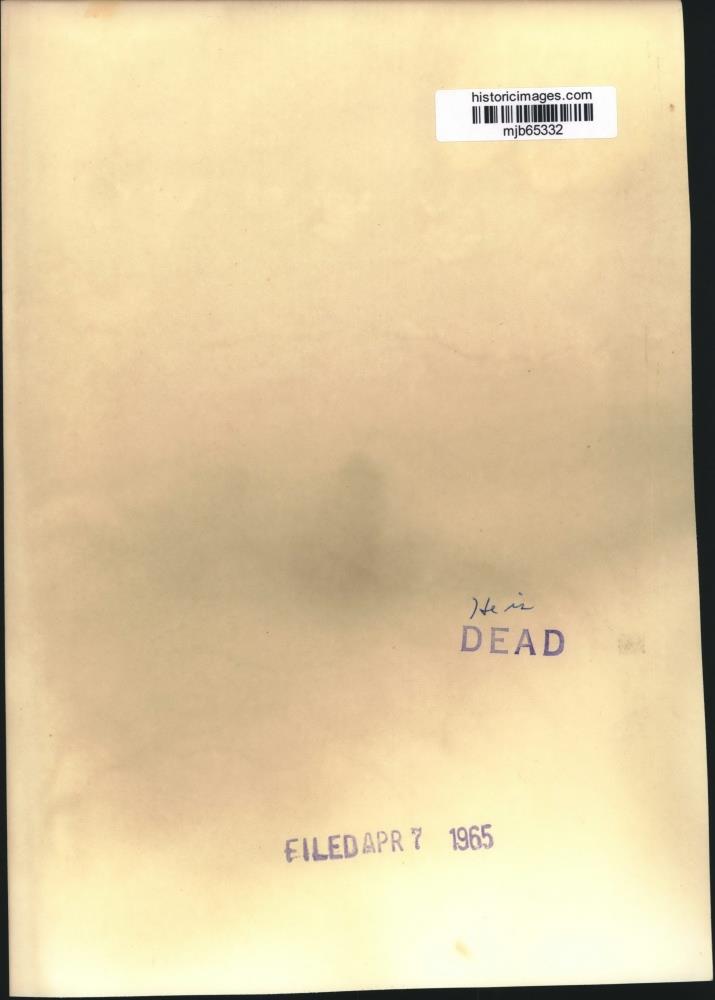 historicimages.com
mjb65332
He is
DEAD
FILED APR 7 1965